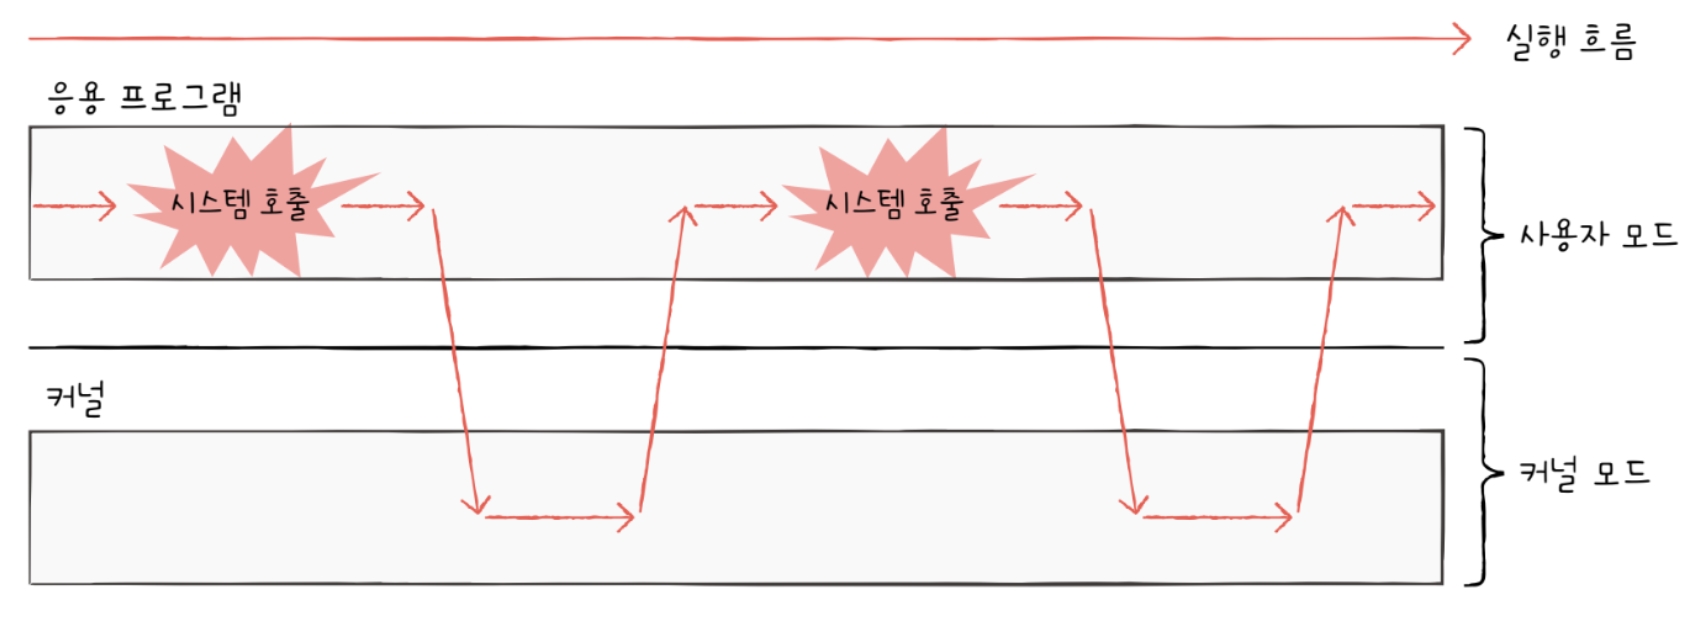 실행 흐름
응용 프로그램
시스템 호출
시스템 호출
사용자 모드
커널
커널 모드